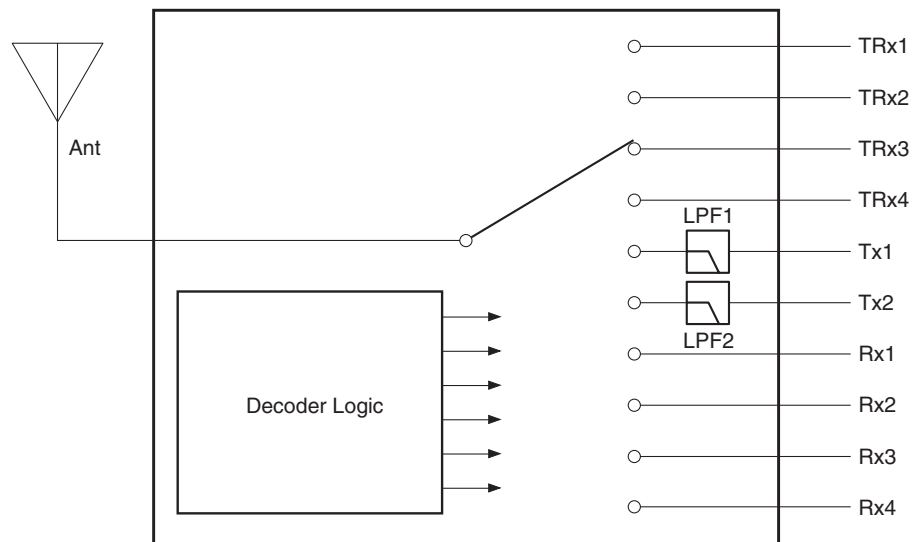 TRx1
TRx2
Ant
TRx3
TRx4
LPF1
Tx1
Tx2
LPF2
Rx1
Decoder Logic
Rx2
Rx3
Rx4